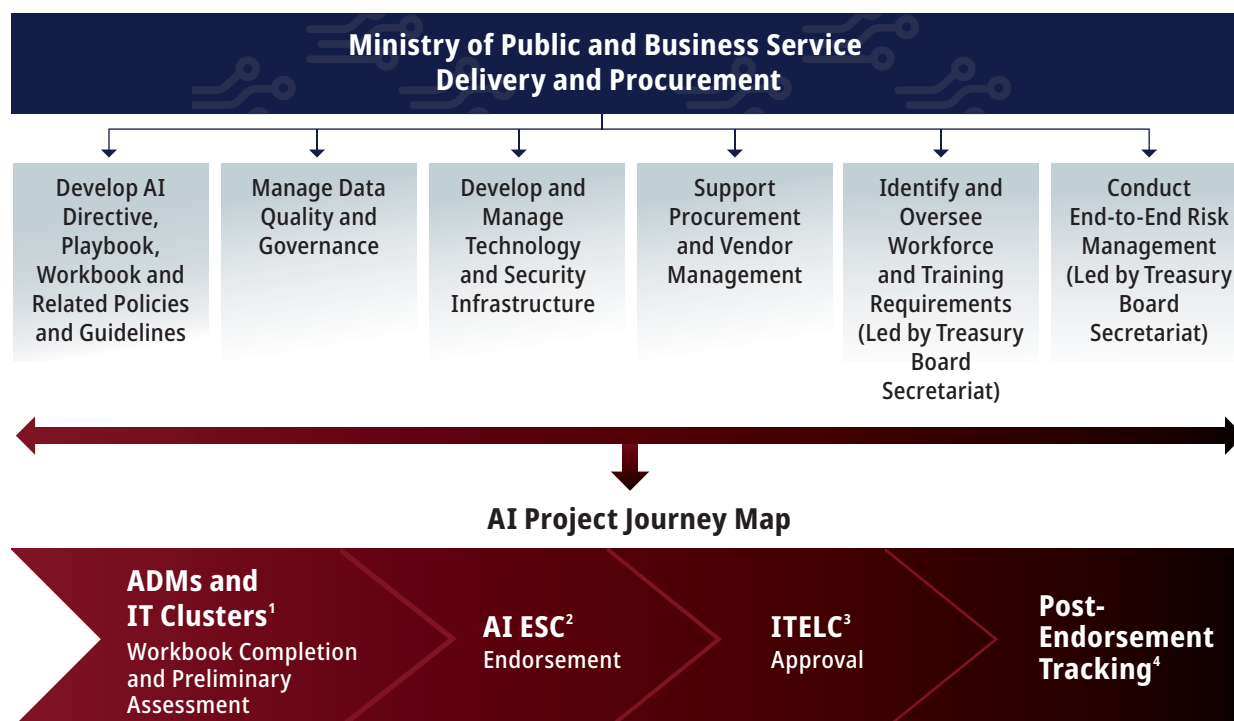 Ministry of Public and Business Service
Delivery and Procurement
Develop AI
Directive,
Playbook,
Workbook and
Related Policies
and Guidelines
Manage Data
Quality and
Governance
Develop and
Manage
Technology
and Security
Infrastructure
Support
Procurement
and Vendor
Management
Identify and
Oversee
Workforce
and Training
Requirements
(Led by Treasury
Board
Secretariat)
Conduct
End-to-End Risk
Management
(Led by Treasury
Board
Secretariat)
AI Project Journey Map
ADMs and
IT Clusters¹
Workbook Completion
and Preliminary
Assessment
AI ESC²
Endorsement
ITELC³
Approval
Post-
Endorsement
Tracking⁴